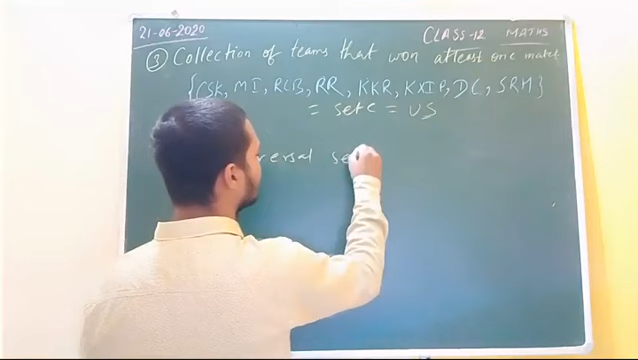 21-06-2020
CLASS-12 MATHS
③ Collection of teams that won atleast one match
{CSK, MI, RCB, RR, KKR, KXIP, DC, SRH}
= set C = US
versal se